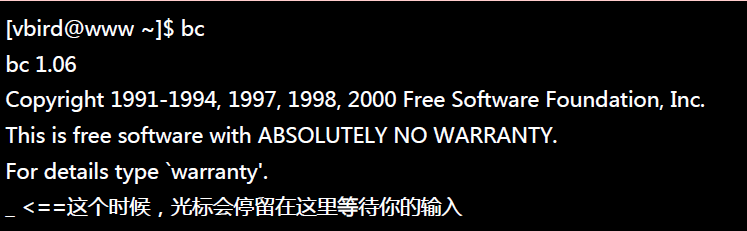 [vbird@www ~]$ bc
bc 1.06
Copyright 1991-1994, 1997, 1998, 2000 Free Software Foundation, Inc.
This is free software with ABSOLUTELY NO WARRANTY.
For details type `warranty'.
_ <==这个时候，光标会停留在这里等待你的输入